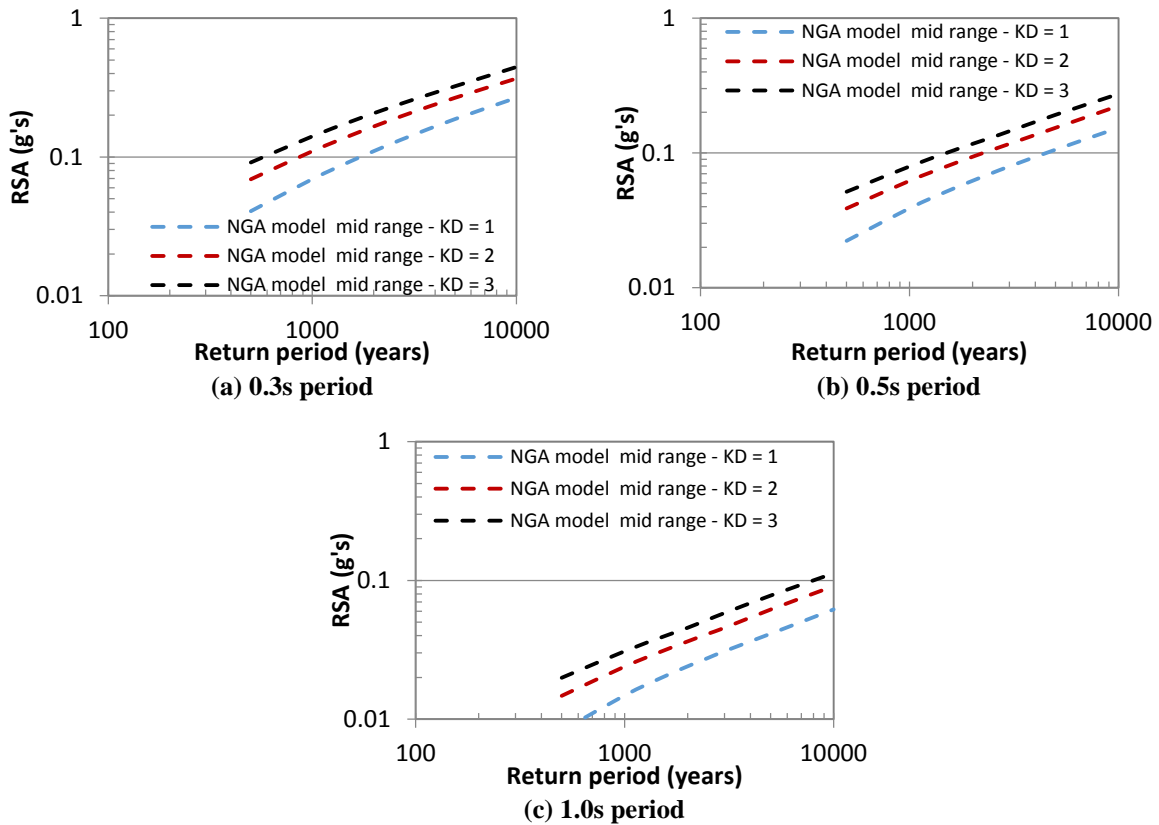 1
0.1
0.01
RSA (g's)
NGA model mid range - KD = 1
NGA model mid range - KD = 2
NGA model mid range - KD = 3
100 1000 10000
Return period (years)
(a) 0.3s period
1
0.1
0.01
RSA (g's)
NGA model mid range - KD = 1
NGA model mid range - KD = 2
NGA model mid range - KD = 3
100 1000 10000
Return period (years)
(b) 0.5s period
1
0.1
0.01
RSA (g's)
NGA model mid range - KD = 1
NGA model mid range - KD = 2
NGA model mid range - KD = 3
100 1000 10000
Return period (years)
(c) 1.0s period